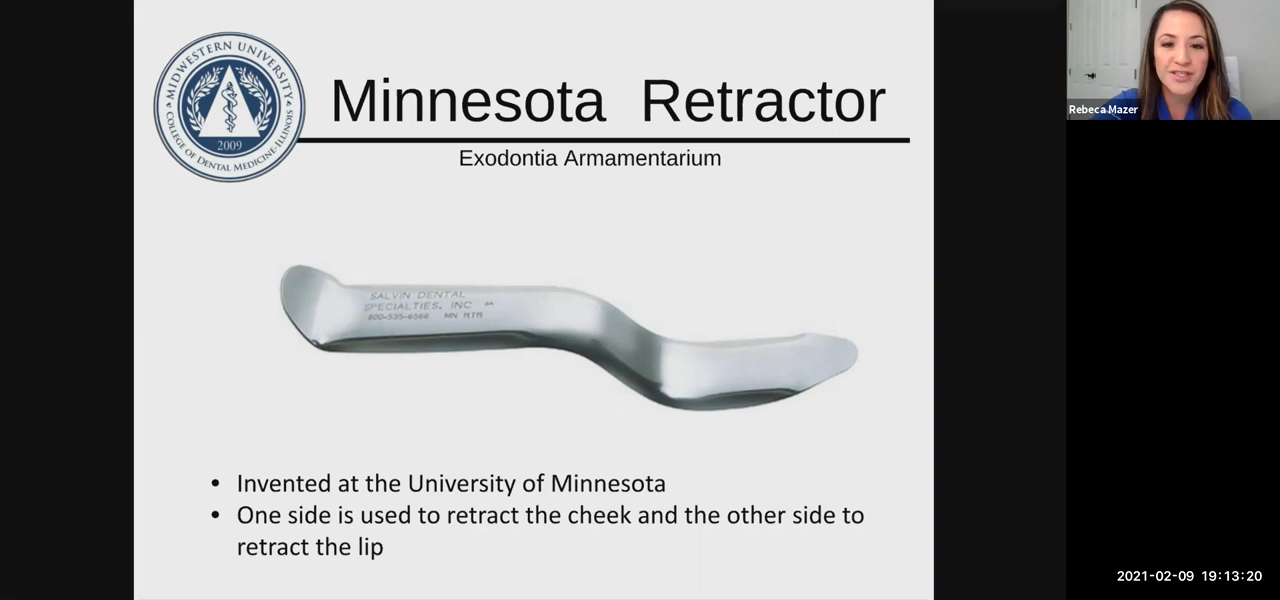 MIDWESTERN UNIVERSITY
COLLEGE OF DENTAL MEDICINE-ILLINOIS
2009
Minnesota Retractor
Exodontia Armamentarium
Rebeca Mazer
SALVIN DENTAL
SPECIALTIES, INC
800-535-6566 MN RTR
• Invented at the University of Minnesota
• One side is used to retract the cheek and the other side to
retract the lip
2021-02-09 19:13:20